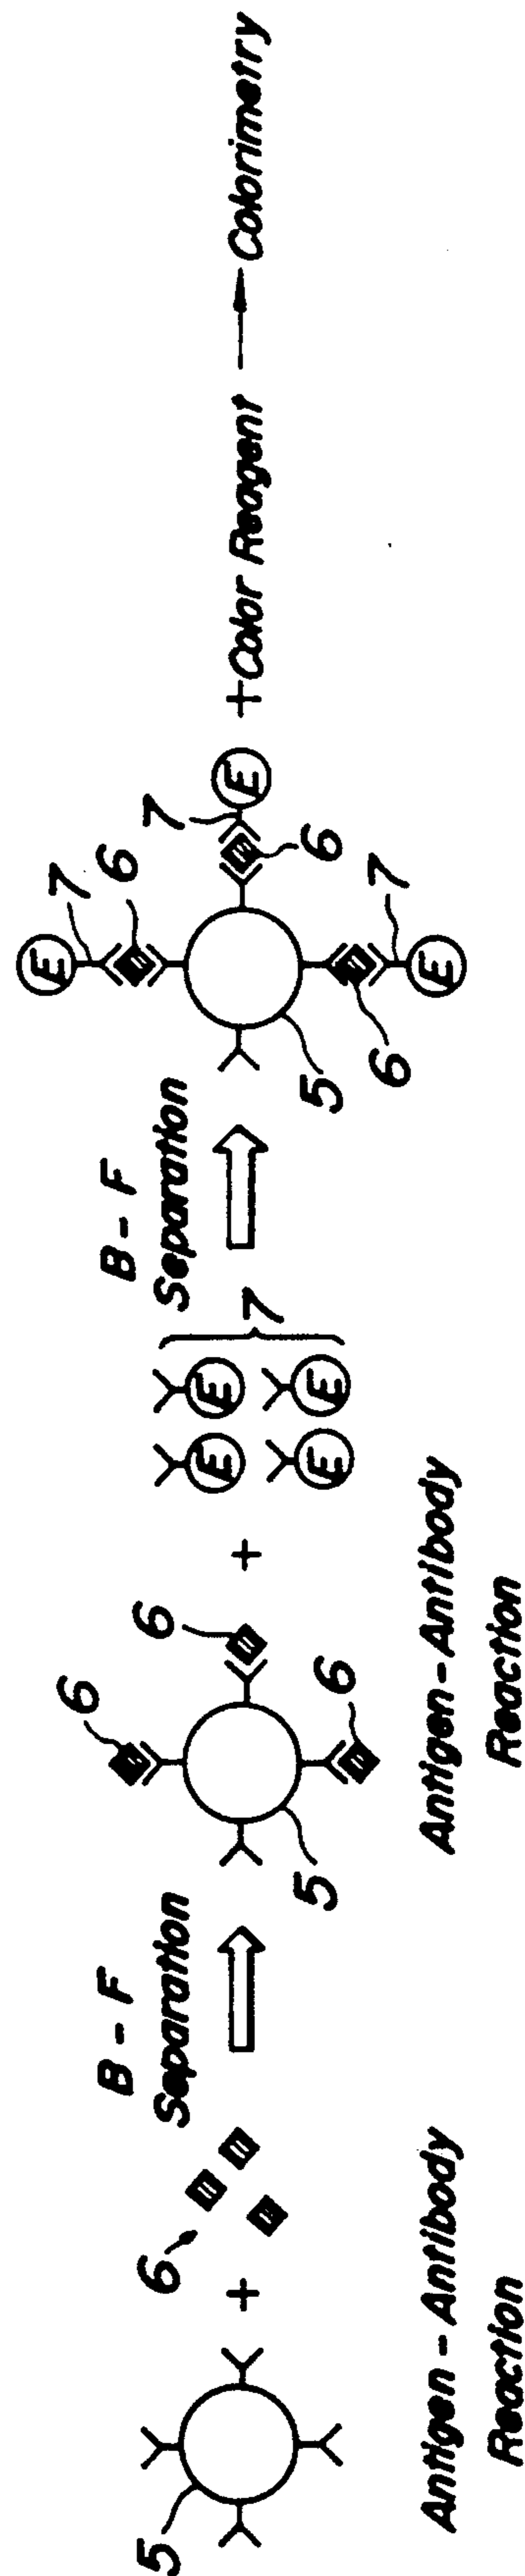 5
+
6
B - F
Separation
Antigen - Antibody
Reaction
5
6
6
6
+
E E
E E
7
Antigen - Antibody
Reaction
B - F
Separation
5
E
7
6
E
7
6
E
7
6
+ Color Reagent → Colorimetry